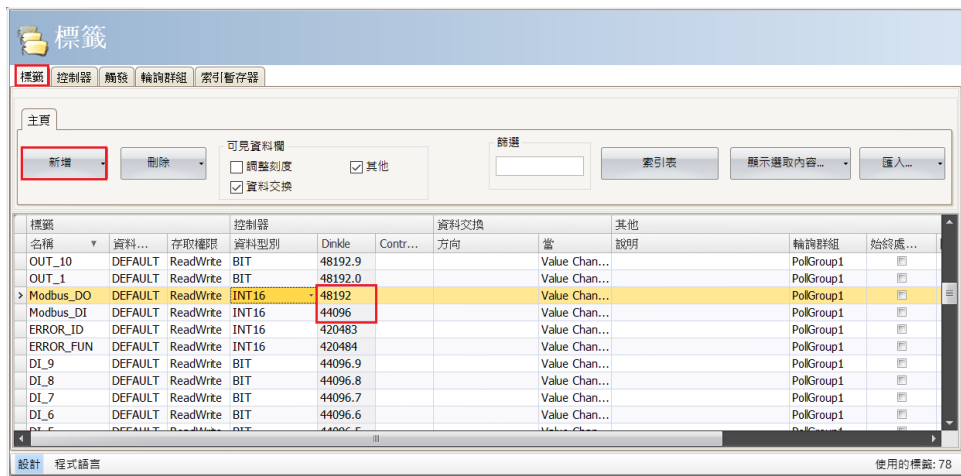 標籤
標籤 控制器 觸發 輪詢群組 索引暫存器
主頁
新增 刪除 可見資料欄 調整刻度 其他 資料交換 篩選 索引表 顯示選取內容... 匯入...
標籤 控制器 資料交換 其他
名稱 資料... 存取權限 資料型別 Dinkle Contr... 方向 當 說明 輪詢群組 始終處...
OUT_10 DEFAULT ReadWrite BIT 48192.9 Value Chan... PollGroup1
OUT_1 DEFAULT ReadWrite BIT 48192.0 Value Chan... PollGroup1
Modbus_DO DEFAULT ReadWrite INT16 48192 Value Chan... PollGroup1
Modbus_DI DEFAULT ReadWrite INT16 44096 Value Chan... PollGroup1
ERROR_ID DEFAULT ReadWrite INT16 420483 Value Chan... PollGroup1
ERROR_FUN DEFAULT ReadWrite INT16 420484 Value Chan... PollGroup1
DI_9 DEFAULT ReadWrite BIT 44096.9 Value Chan... PollGroup1
DI_8 DEFAULT ReadWrite BIT 44096.8 Value Chan... PollGroup1
DI_7 DEFAULT ReadWrite BIT 44096.7 Value Chan... PollGroup1
DI_6 DEFAULT ReadWrite BIT 44096.6 Value Chan... PollGroup1
設計 程式語言 使用的標籤: 78